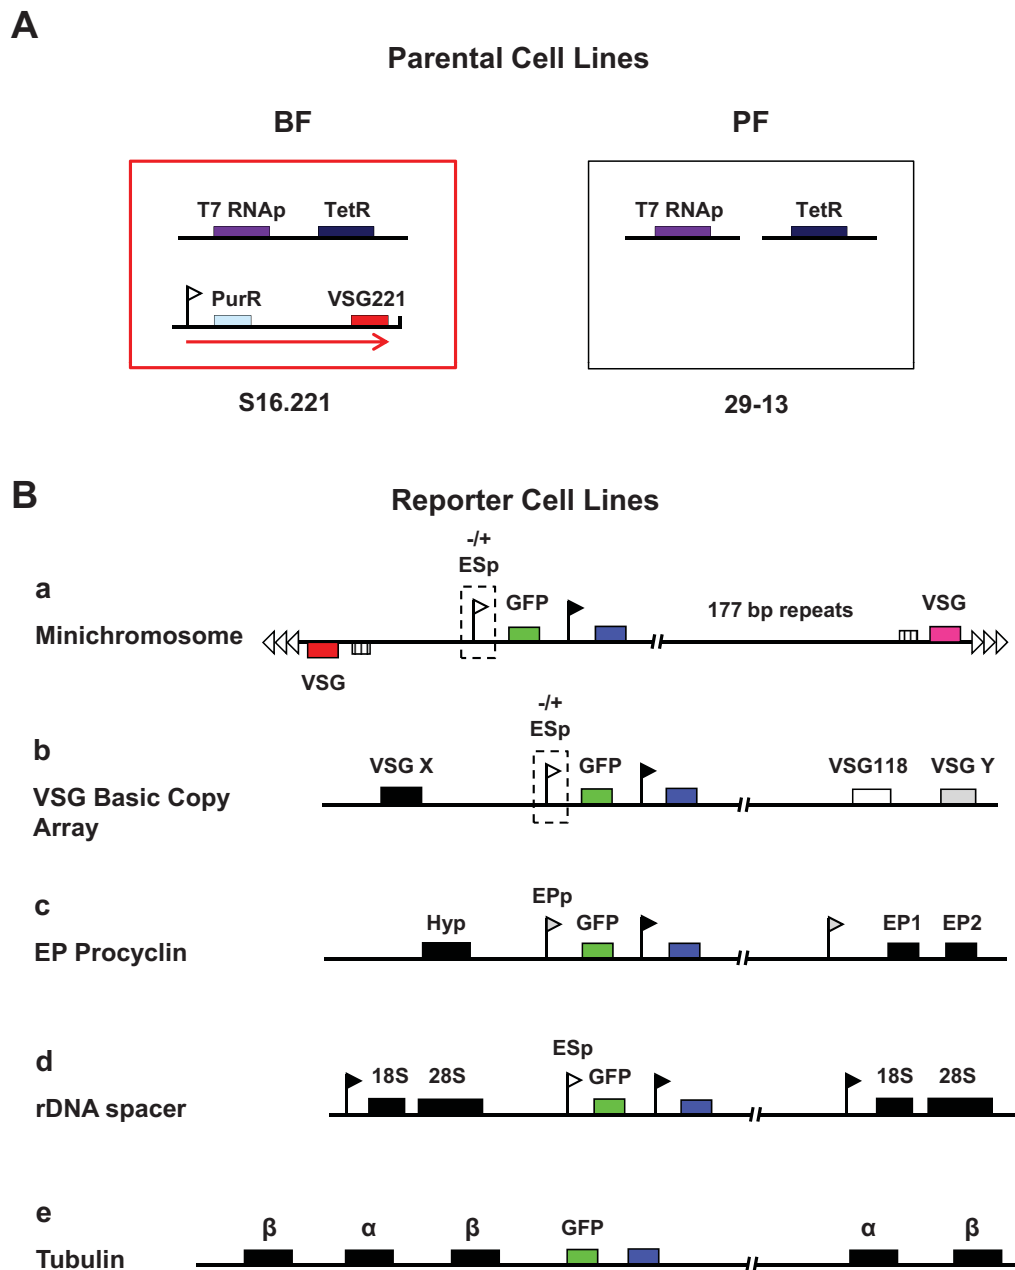 A
Parental Cell Lines
BF
PF
T7 RNAp TetR
T7 RNAp TetR
PurR VSG221
S16.221
29-13
B
Reporter Cell Lines
-/+
ESp
a
GFP
177 bp repeats
VSG
Minichromosome
VSG
-/+
ESp
b
VSG X
GFP
VSG118 VSG Y
VSG Basic Copy
Array
EPp
c
Hyp
GFP
EP1 EP2
EP Procyclin
ESp
d
18S 28S
GFP
18S 28S
rDNA spacer
e
β α β
GFP
α β
Tubulin